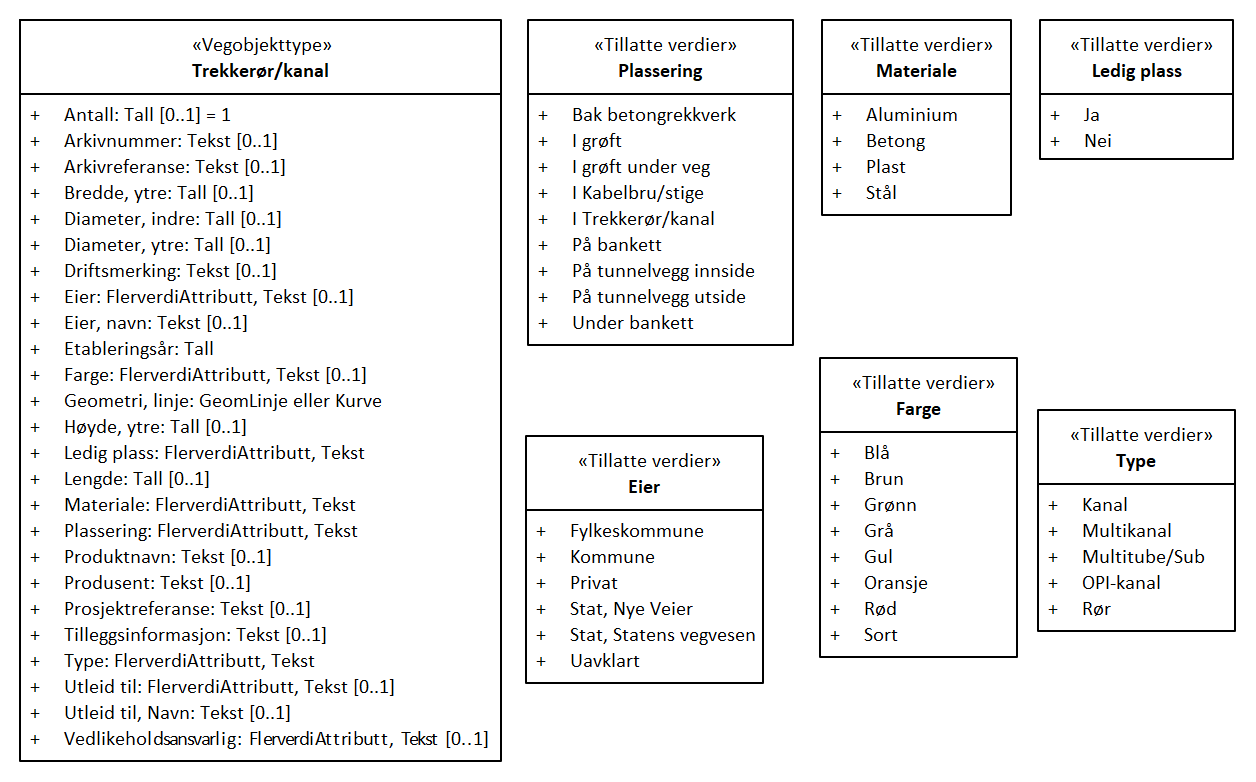 «Vegobjekttype»
Trekkerør/kanal
+ Antall: Tall [0..1] = 1
+ Arkivnummer: Tekst [0..1]
+ Arkivreferanse: Tekst [0..1]
+ Bredde, ytre: Tall [0..1]
+ Diameter, indre: Tall [0..1]
+ Diameter, ytre: Tall [0..1]
+ Driftsmerking: Tekst [0..1]
+ Eier: FlerverdiAttributt, Tekst [0..1]
+ Eier, navn: Tekst [0..1]
+ Etableringsår: Tall
+ Farge: FlerverdiAttributt, Tekst [0..1]
+ Geometri, linje: GeomLinje eller Kurve
+ Høyde, ytre: Tall [0..1]
+ Ledig plass: FlerverdiAttributt, Tekst
+ Lengde: Tall [0..1]
+ Materiale: FlerverdiAttributt, Tekst
+ Plassering: FlerverdiAttributt, Tekst
+ Produktnavn: Tekst [0..1]
+ Produsent: Tekst [0..1]
+ Prosjektreferanse: Tekst [0..1]
+ Tilleggsinformasjon: Tekst [0..1]
+ Type: FlerverdiAttributt, Tekst
+ Utleid til: FlerverdiAttributt, Tekst [0..1]
+ Utleid til, Navn: Tekst [0..1]
+ Vedlikeholdsansvarlig: FlerverdiAttributt, Tekst [0..1]
«Tillatte verdier»
Plassering
+ Bak betongrekkverk
+ I grøft
+ I grøft under veg
+ I Kabelbru/stige
+ I Trekkerør/kanal
+ På bankett
+ På tunnelvegg innside
+ På tunnelvegg utside
+ Under bankett
«Tillatte verdier»
Materiale
+ Aluminium
+ Betong
+ Plast
+ Stål
«Tillatte verdier»
Ledig plass
+ Ja
+ Nei
«Tillatte verdier»
Eier
+ Fylkeskommune
+ Kommune
+ Privat
+ Stat, Nye Veier
+ Stat, Statens vegvesen
+ Uavklart
«Tillatte verdier»
Farge
+ Blå
+ Brun
+ Grønn
+ Grå
+ Gul
+ Oransje
+ Rød
+ Sort
«Tillatte verdier»
Type
+ Kanal
+ Multikanal
+ Multitube/Sub
+ OPI-kanal
+ Rør